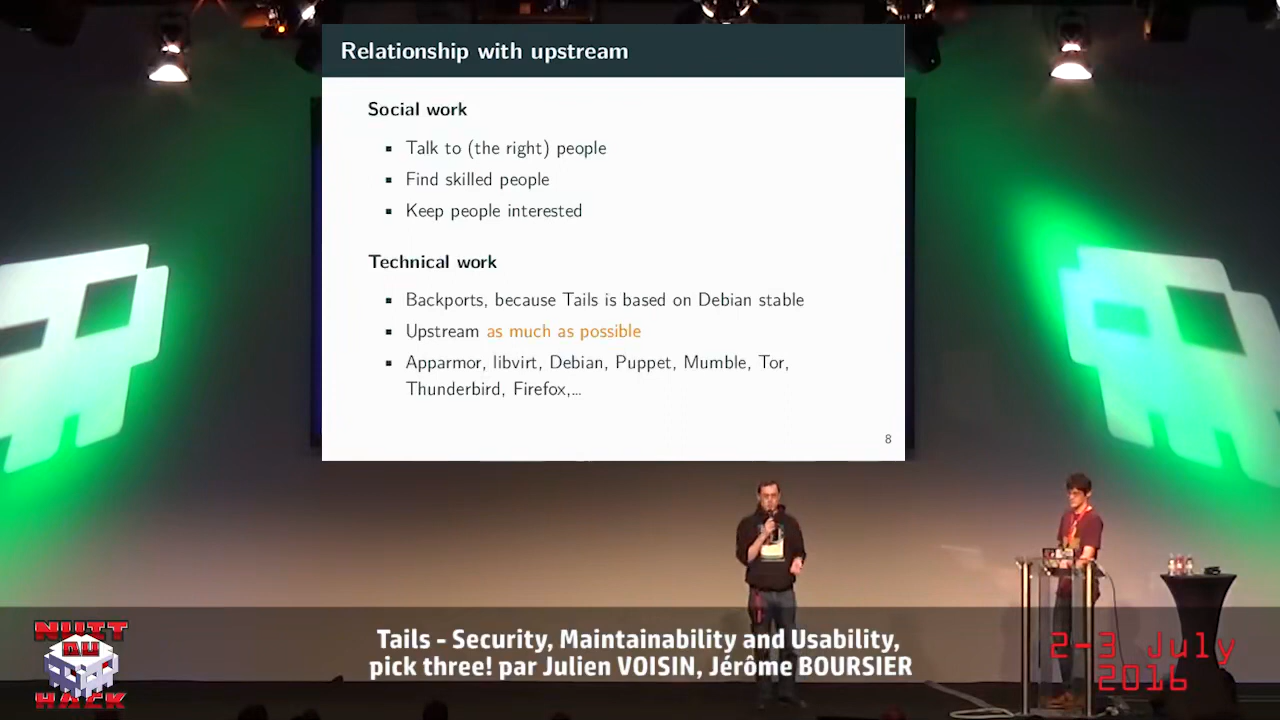 Relationship with upstream
Social work
Talk to (the right) people
Find skilled people
Keep people interested
Technical work
Backports, because Tails is based on Debian stable
Upstream as much as possible
Apparmor, libvirt, Debian, Puppet, Mumble, Tor,
Thunderbird, Firefox,...
8
NUIT
DU
HACK
Tails - Security, Maintainability and Usability,
pick three! par Julien VOISIN, Jérôme BOURSIER
2-3 July
2016